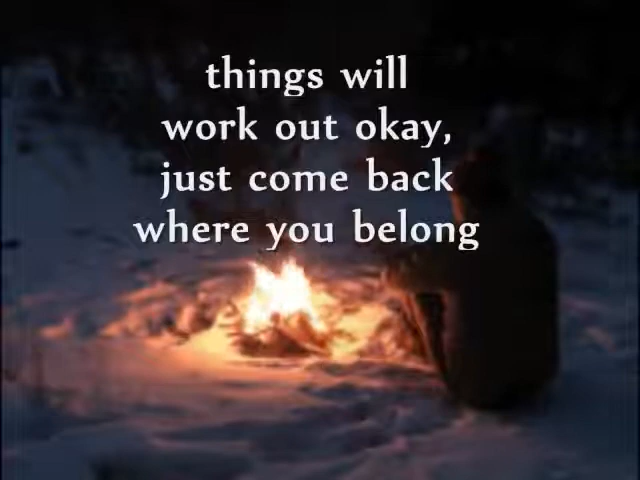 things will
work out okay,
just come back
where you belong